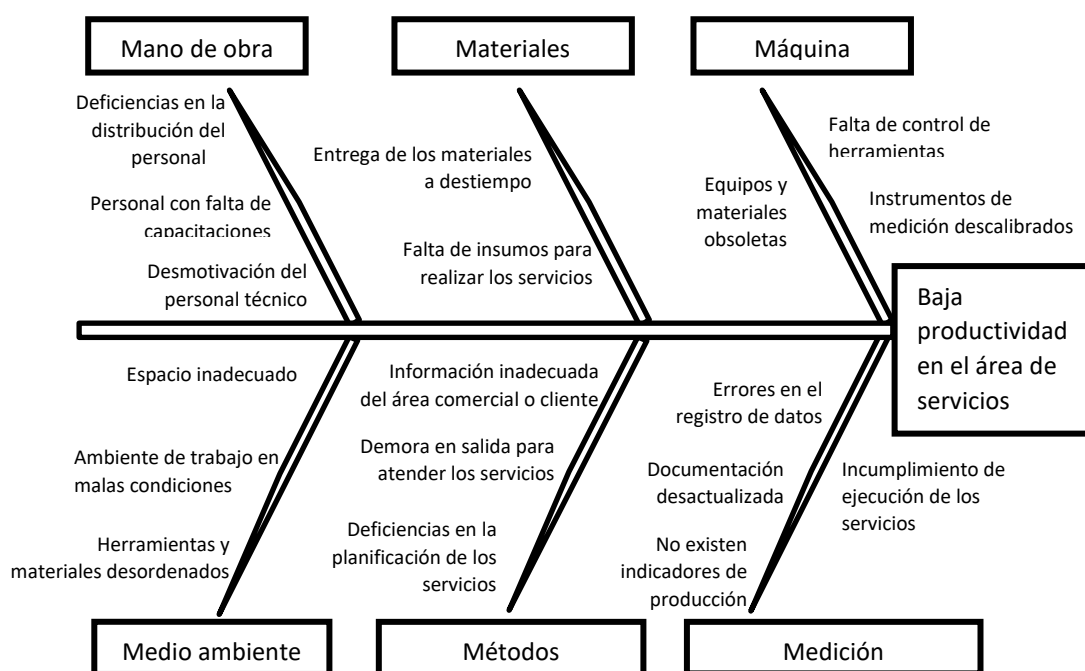 Mano de obra
Materiales
Máquina
Deficiencias en la
distribución del
personal
Personal con falta de
capacitaciones
Desmotivación del
personal técnico
Entrega de los materiales
a destiempo
Falta de insumos para
realizar los servicios
Falta de control de
herramientas
Equipos y
materiales
obsoletas
Instrumentos de
medición descalibrados
Baja
productividad
en el área de
servicios
Espacio inadecuado
Ambiente de trabajo en
malas condiciones
Herramientas y
materiales desordenados
Información inadecuada
del área comercial o cliente
Demora en salida para
atender los servicios
Deficiencias en la
planificación de los
servicios
Errores en el
registro de datos
Documentación
desactualizada
Incumplimiento de
ejecución de los
servicios
No existen
indicadores de
producción
Medio ambiente
Métodos
Medición